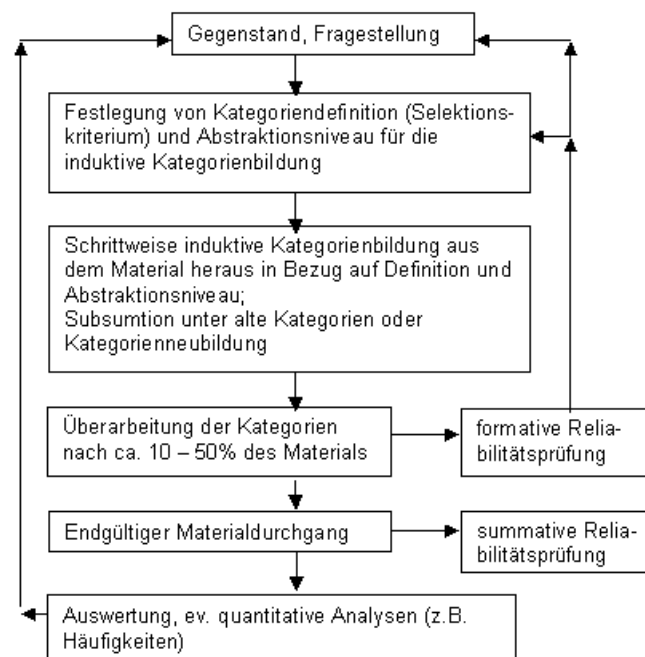 Gegenstand, Fragestellung
Festlegung von Kategoriendefinition (Selektions-
kriterium) und Abstraktionsniveau für die
induktive Kategorienbildung
Schrittweise induktive Kategorienbildung aus
dem Material heraus in Bezug auf Definition und
Abstraktionsniveau;
Subsumtion unter alte Kategorien oder
Kategorienneubildung
Überarbeitung der Kategorien
nach ca. 10 – 50% des Materials
formative Relia-
bilitätsprüfung
Endgültiger Materialdurchgang
summative Relia-
bilitätsprüfung
Auswertung, ev. quantitative Analysen (z.B.
Häufigkeiten)